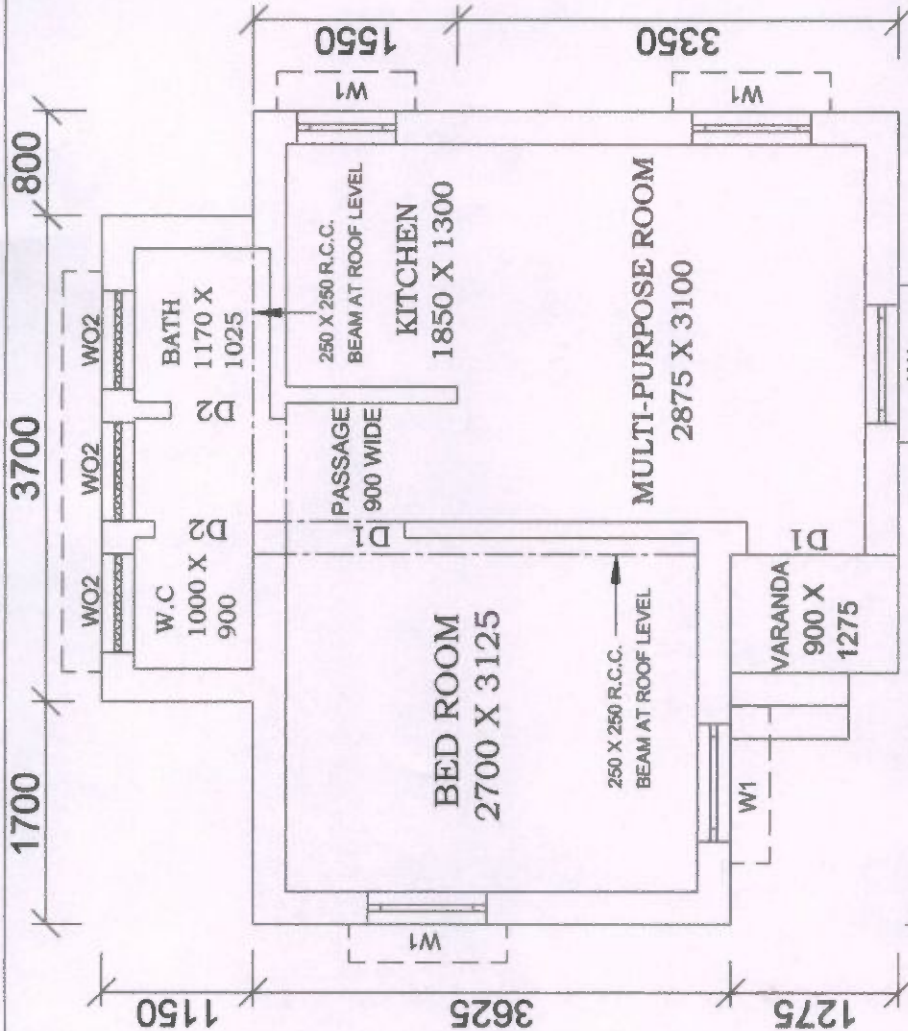 1700
3700
800
1150
3625
1275
1550
3350
WO2
WO2
WO2
W.C
1000 X
900
D2
D2
BATH
1170 X
1025
250 X 250 R.C.C.
BEAM AT ROOF LEVEL
KITCHEN
1850 X 1300
W1
PASSAGE
900 WIDE
D1
BED ROOM
2700 X 3125
250 X 250 R.C.C.
BEAM AT ROOF LEVEL
MULTI-PURPOSE ROOM
2875 X 3100
W1
W1
W1
D1
VARANDA
900 X
1275